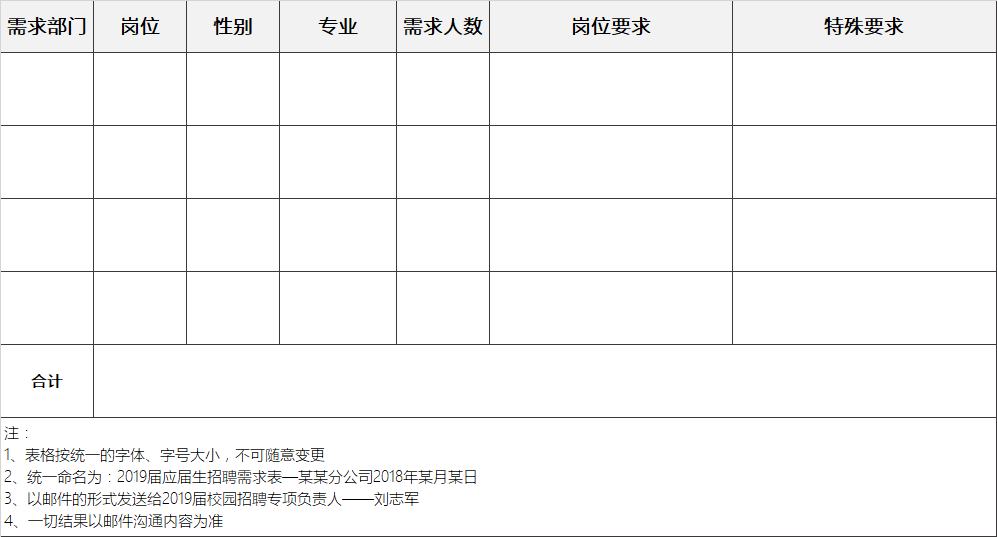 需求部门 岗位 性别 专业 需求人数 岗位要求 特殊要求
合计
注：
1、表格按统一的字体、字号大小，不可随意变更
2、统一命名为：2019届应届生招聘需求表—某某分公司2018年某月某日
3、以邮件的形式发送给2019届校园招聘专项负责人——刘志军
4、一切结果以邮件沟通内容为准